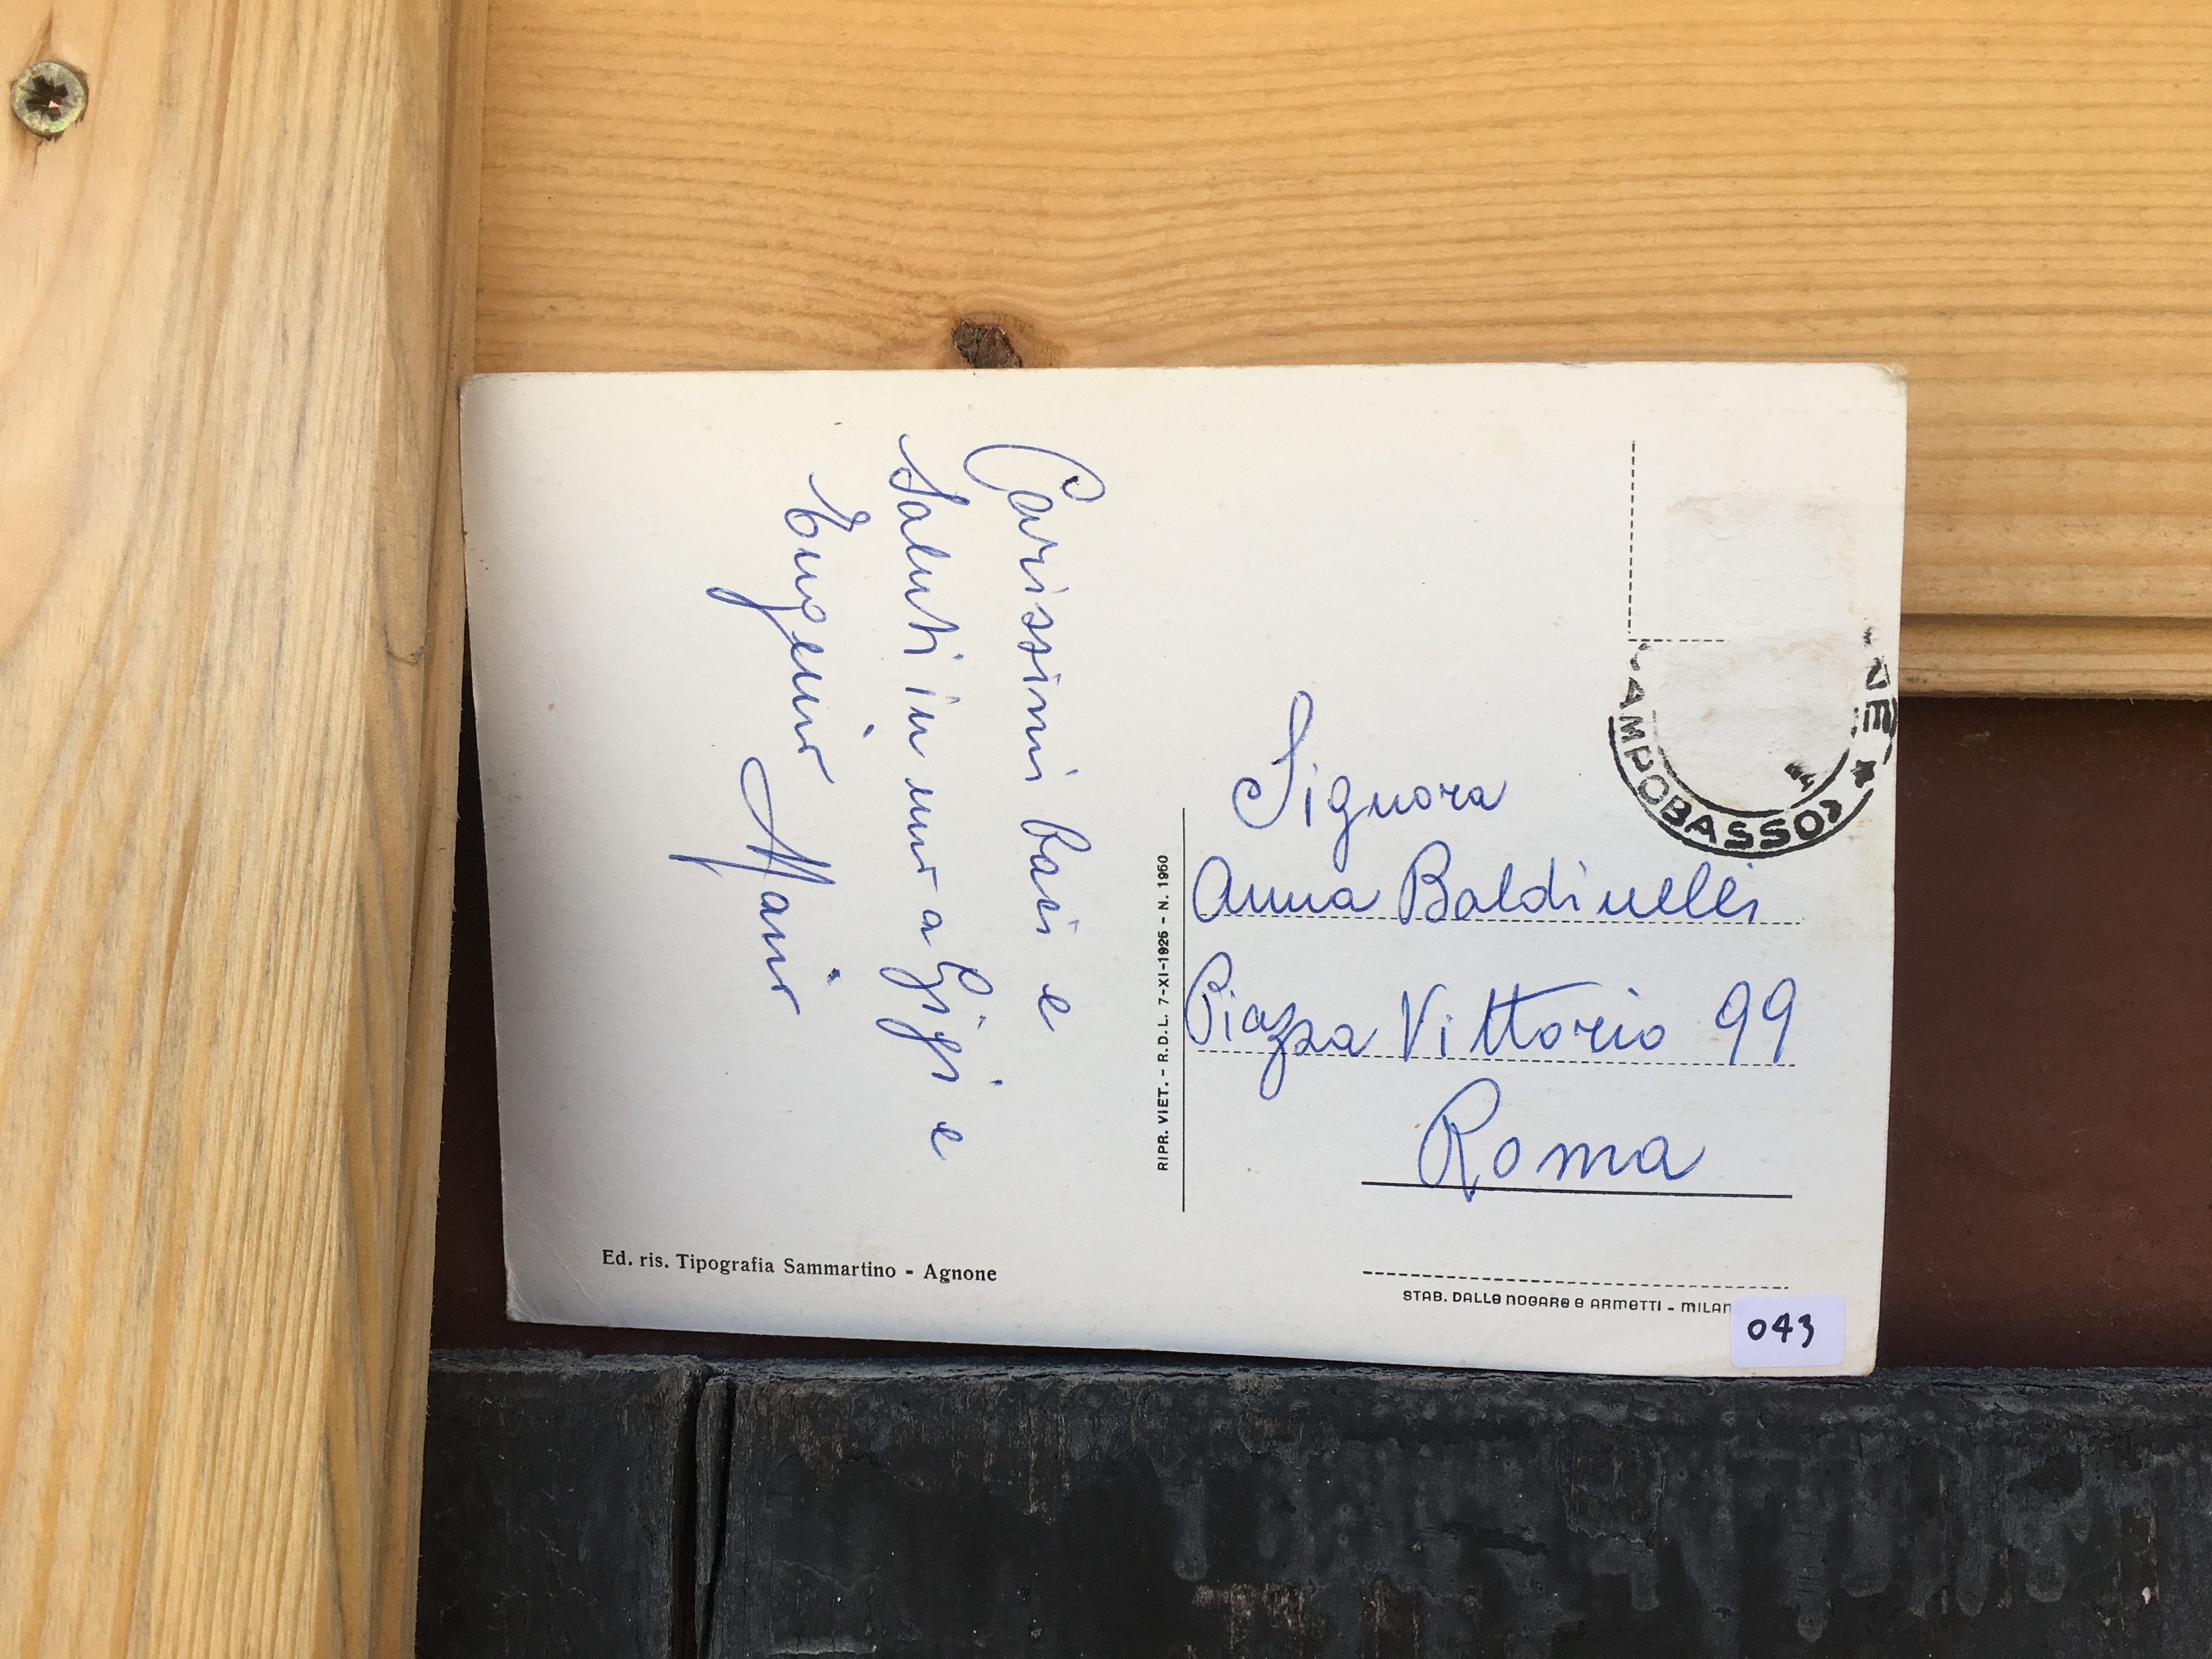 Carissimi baci e
Saluti in uno a Gigi e
Eugenio Mario
RIPR. VIET. - R.D.L. 7-XI-1926 - N. 1960
Signora
Anna Baldinelli
Piazza Vittorio 99
Roma
AMPOBASSO)
Ed. ris. Tipografia Sammartino - Agnone
STAB. DALLE NOGARE E ARMETTI - MILAN
043